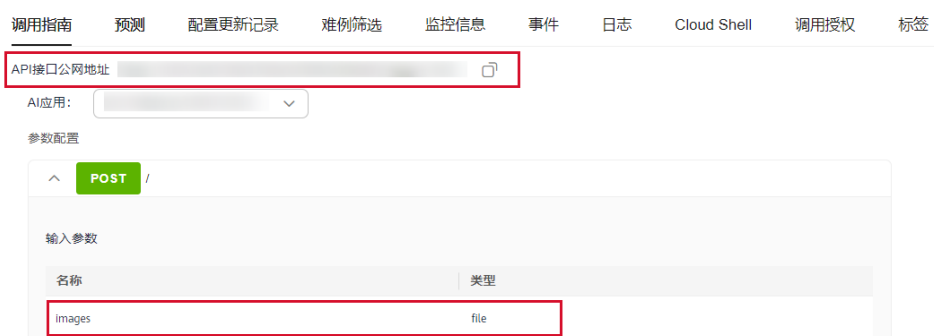 调用指南 预测 配置更新记录 难例筛选 监控信息 事件 日志 Cloud Shell 调用授权 标签
API接口公网地址
AI应用:
参数配置
POST /
输入参数
名称 类型
images file